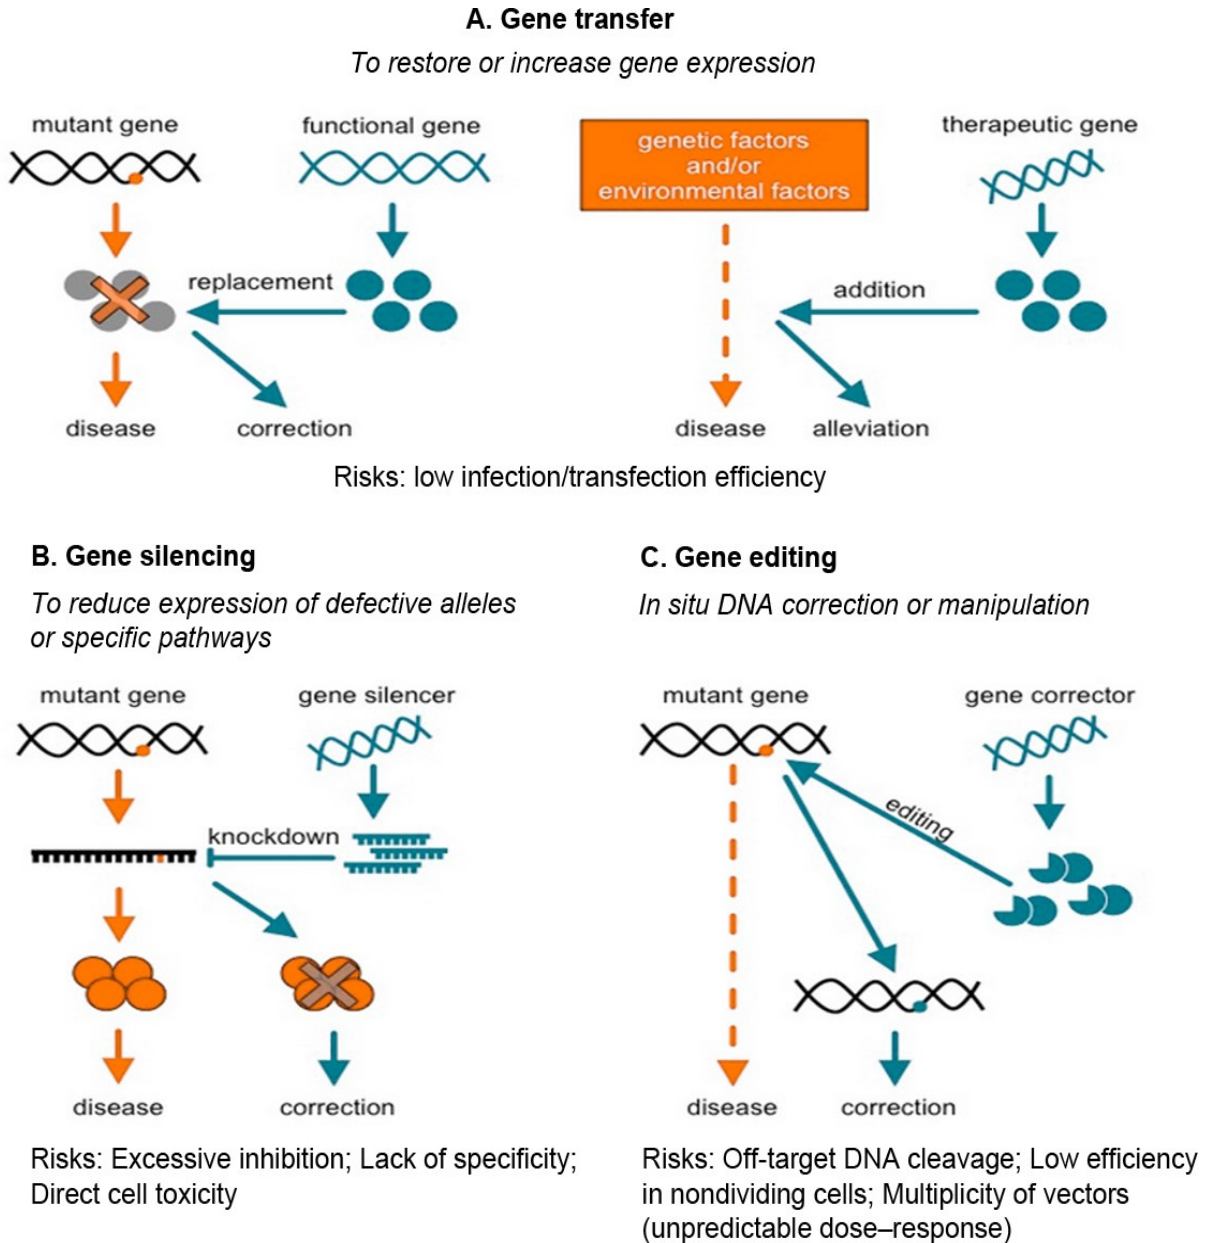 A. Gene transfer
To restore or increase gene expression
mutant gene
functional gene
genetic factors
and/or
environmental factors
therapeutic gene
replacement
addition
disease
correction
disease
alleviation
Risks: low infection/transfection efficiency
B. Gene silencing
To reduce expression of defective alleles
or specific pathways
mutant gene
gene silencer
knockdown
disease
correction
Risks: Excessive inhibition; Lack of specificity;
Direct cell toxicity
C. Gene editing
In situ DNA correction or manipulation
mutant gene
gene corrector
editing
disease
correction
Risks: Off-target DNA cleavage; Low efficiency
in nondividing cells; Multiplicity of vectors
(unpredictable dose–response)